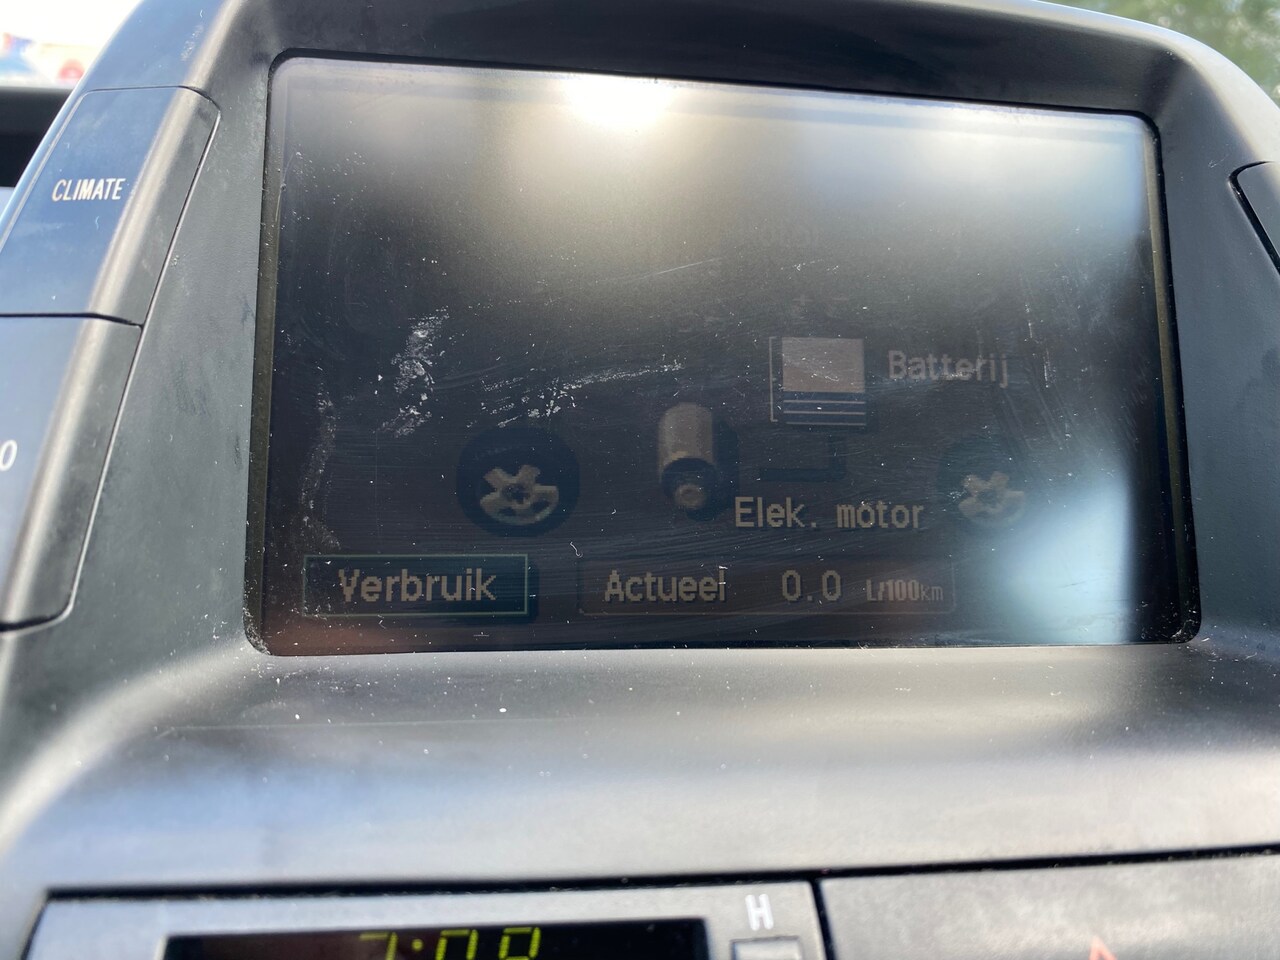 CLIMATE
Batterij
Elek. motor
Verbruik
Actueel 0.0 L/100km
H